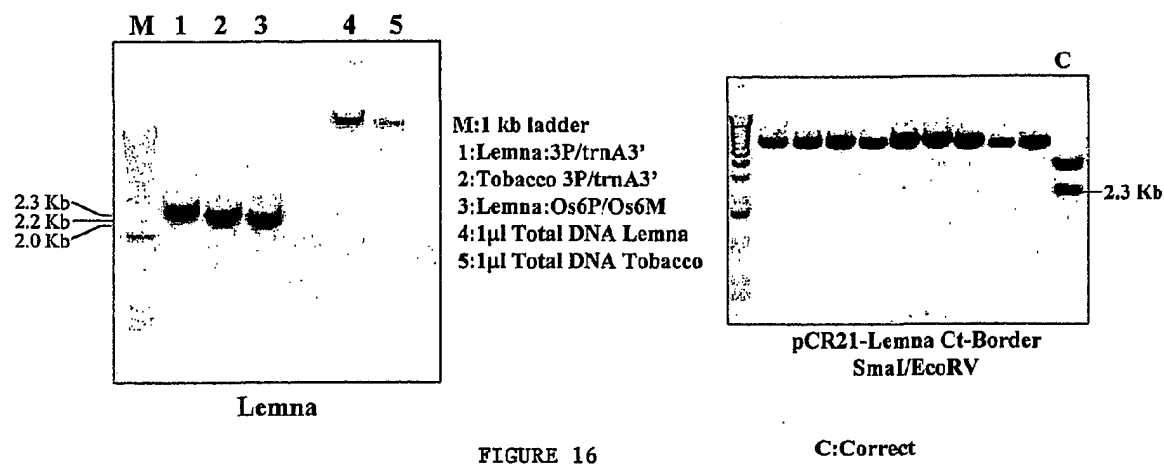 M 1 2 3 4 5
2.3 Kb
2.2 Kb
2.0 Kb
Lemna
M:1 kb ladder
1:Lemna:3P/trnA3'
2:Tobacco 3P/trnA3'
3:Lemna:Os6P/Os6M
4:1µl Total DNA Lemna
5:1µl Total DNA Tobacco
C
2.3 Kb
pCR21-Lemna Ct-Border
SmaI/EcoRV
C:Correct
FIGURE 16